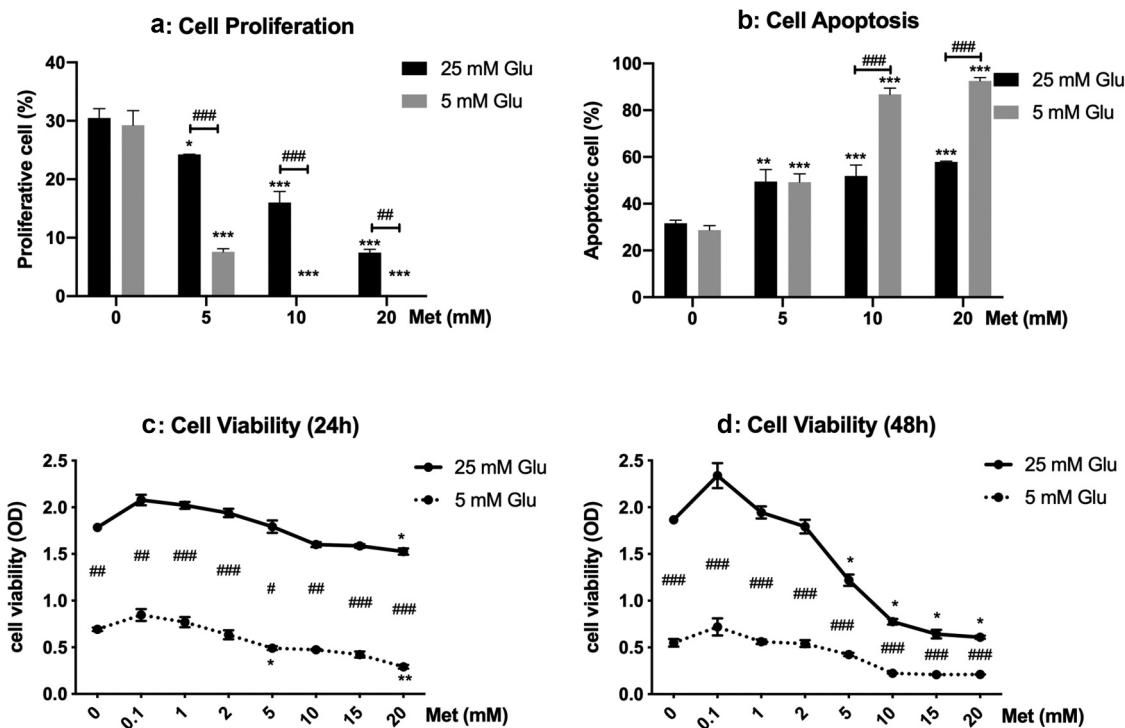 a: Cell Proliferation
25 mM Glu
5 mM Glu
Proliferative cell (%)
40
30
20
10
0
###
*
***
###
***
***
##
***
***
0 5 10 20 Met (mM)
b: Cell Apoptosis
25 mM Glu
5 mM Glu
Apoptotic cell (%)
100
80
60
40
20
0
**
***
###
***
***
###
***
***
0 5 10 20 Met (mM)
c: Cell Viability (24h)
25 mM Glu
5 mM Glu
cell viability (OD)
2.5
2.0
1.5
1.0
0.5
0.0
*
## ## ### ### # ## ### ###
* **
0 0.1 1 2 5 10 15 20 Met (mM)
d: Cell Viability (48h)
25 mM Glu
5 mM Glu
cell viability (OD)
2.5
2.0
1.5
1.0
0.5
0.0
* * * *
### ### ### ### ### ### ### ###
0 0.1 1 2 5 10 15 20 Met (mM)